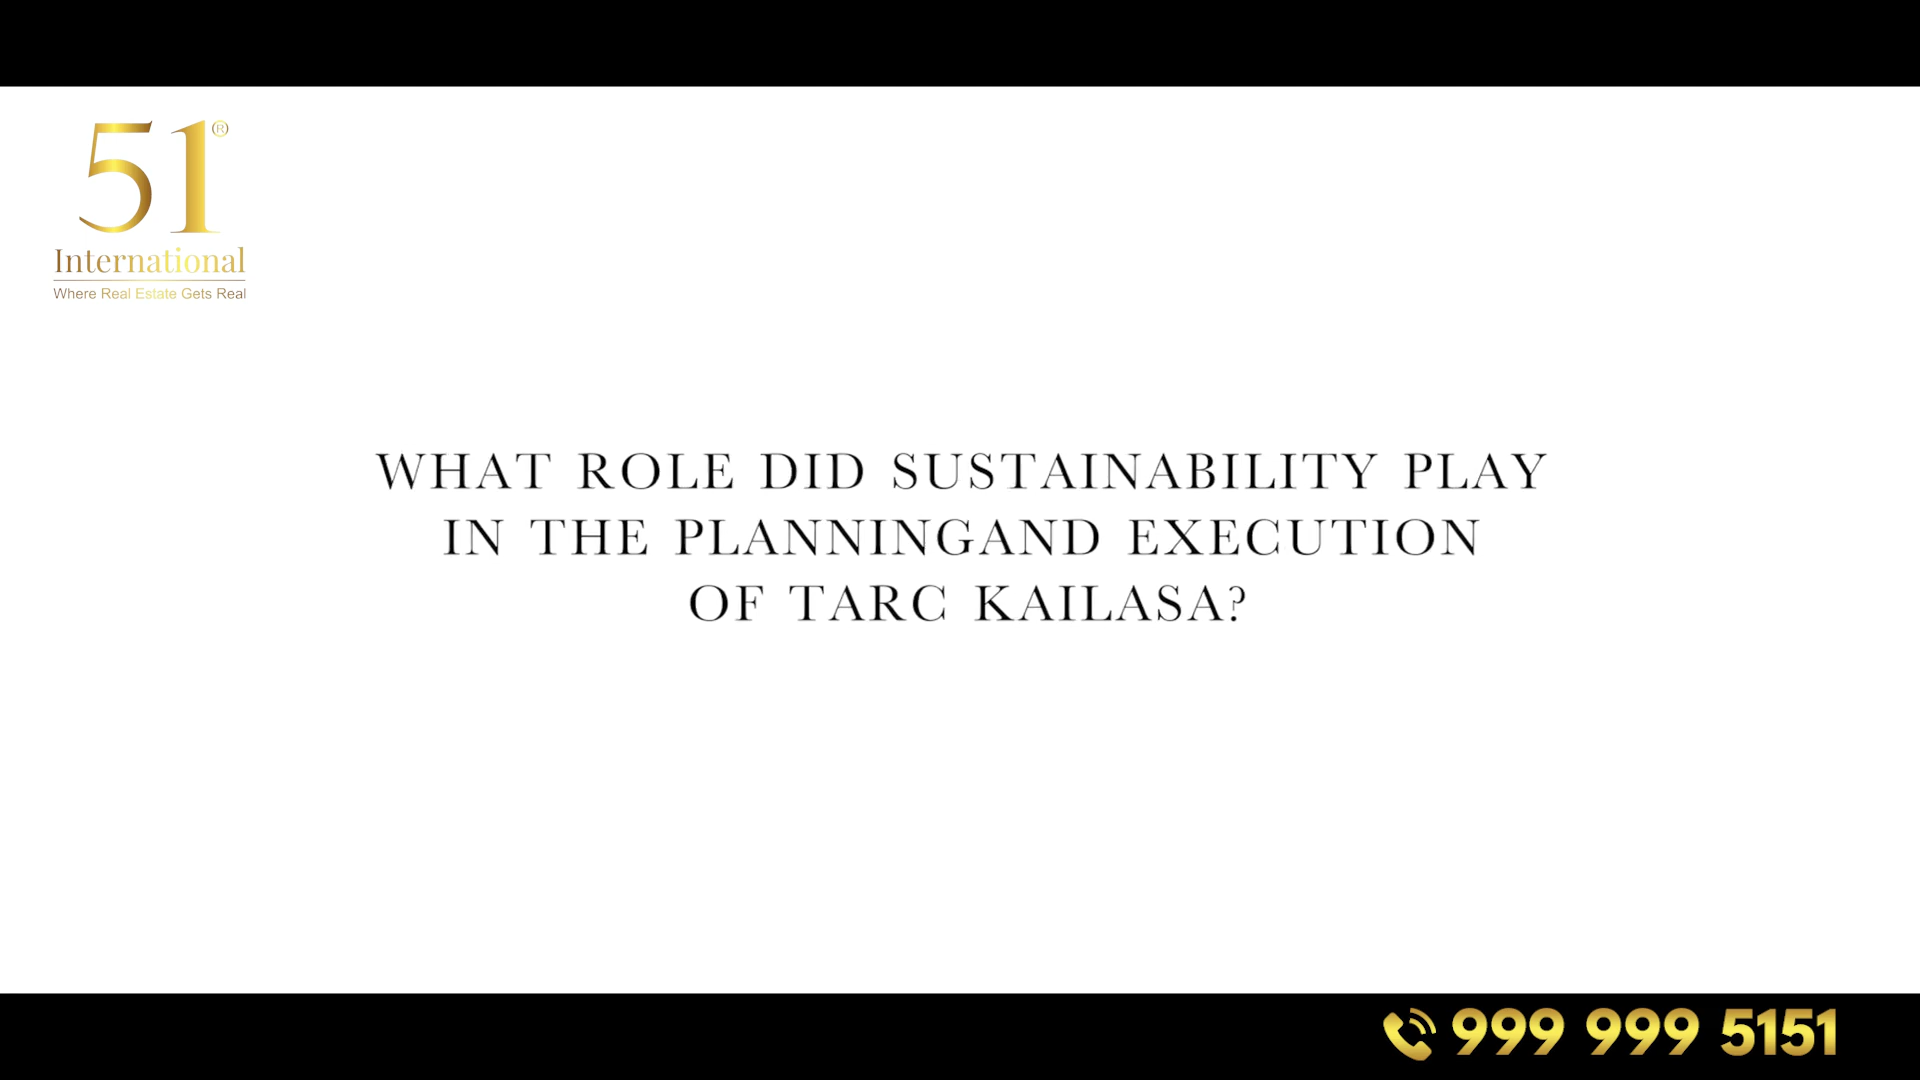 51®
International
Where Real Estate Gets Real
WHAT ROLE DID SUSTAINABILITY PLAY
IN THE PLANNINGAND EXECUTION
OF TARC KAILASA?
999 999 5151